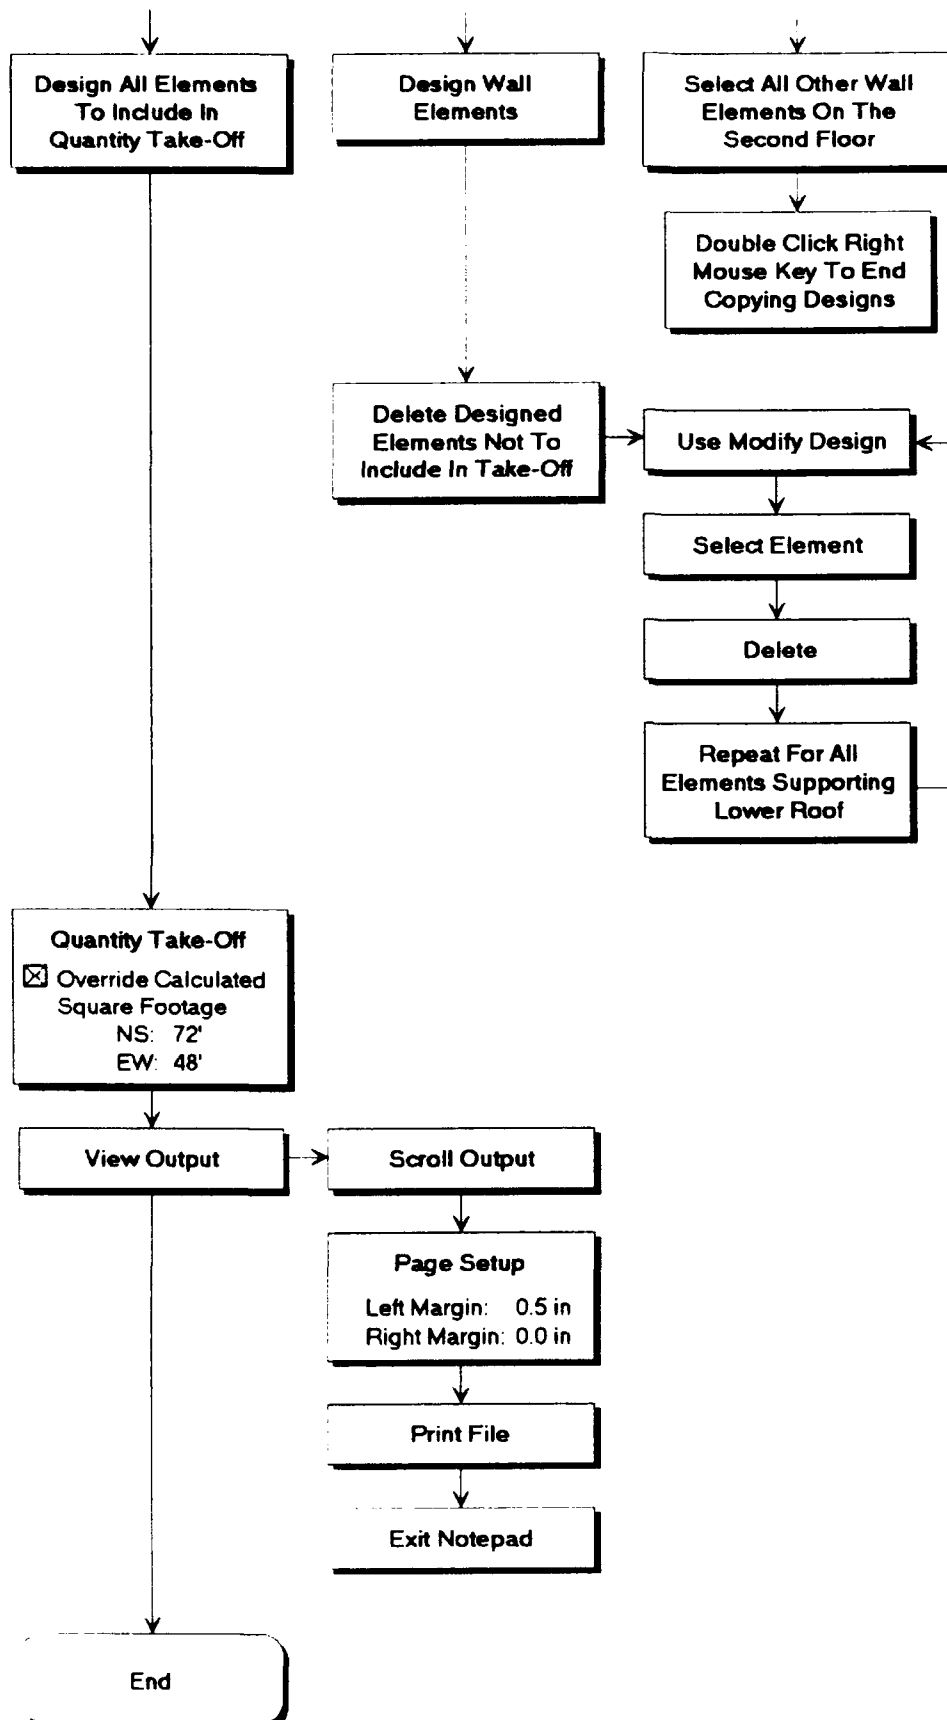 Design All Elements
To Include In
Quantity Take-Off
Design Wall
Elements
Select All Other Wall
Elements On The
Second Floor
Double Click Right
Mouse Key To End
Copying Designs
Delete Designed
Elements Not To
Include In Take-Off
Use Modify Design
Select Element
Delete
Repeat For All
Elements Supporting
Lower Roof
Quantity Take-Off
Override Calculated
Square Footage
NS: 72'
EW: 48'
View Output
Scroll Output
Page Setup
Left Margin: 0.5 in
Right Margin: 0.0 in
Print File
Exit Notepad
End